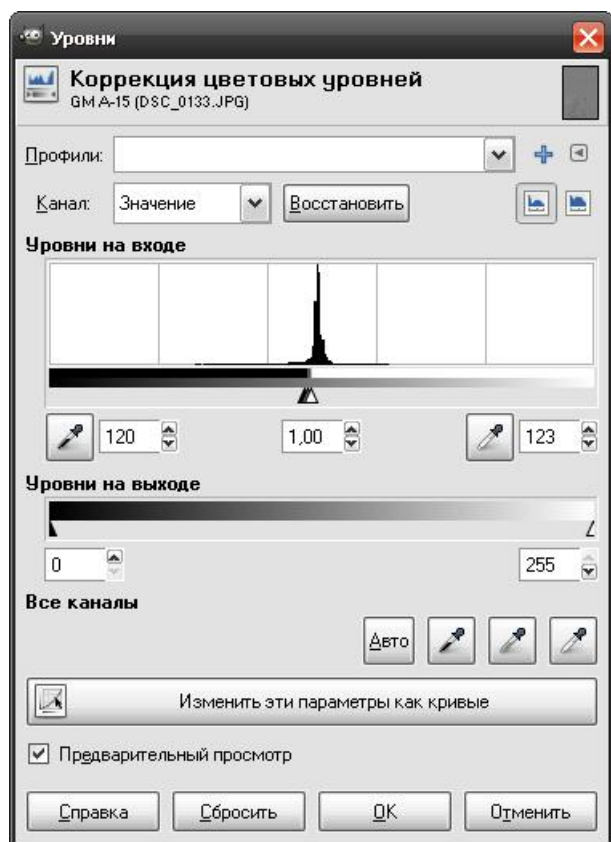 Уровни
Коррекция цветовых уровней
GM A-15 (DSC_0133.JPG)
Профили:
Канал: Значение Восстановить
Уровни на входе
120 1,00 123
Уровни на выходе
0 255
Все каналы
Авто
Изменить эти параметры как кривые
Предварительный просмотр
Справка Сбросить OK Отменить